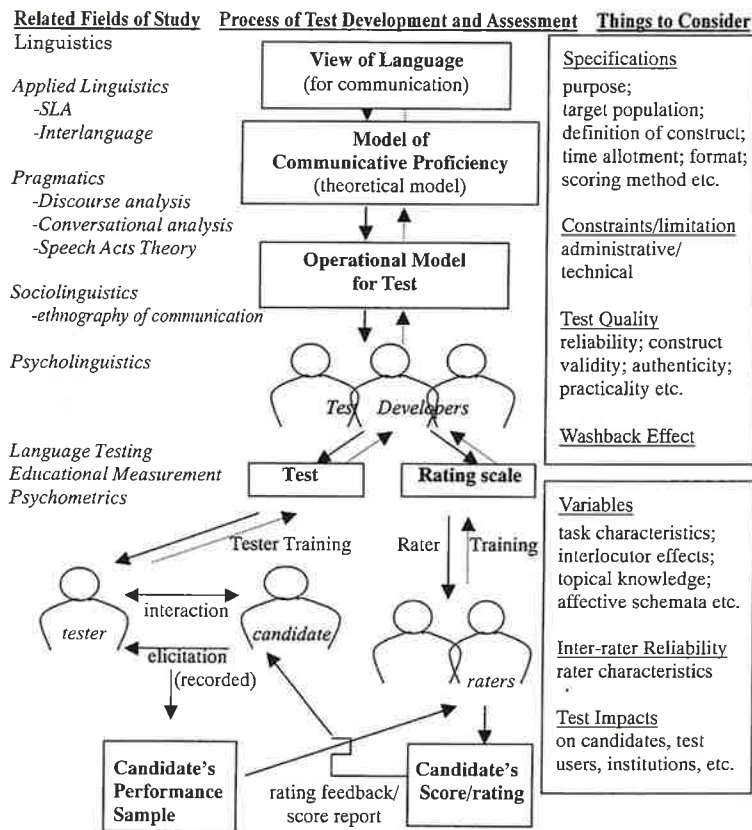 Related Fields of Study
Process of Test Development and Assessment
Things to Consider
Linguistics
Applied Linguistics
-SLA
-Interlanguage
Pragmatics
-Discourse analysis
-Conversational analysis
-Speech Acts Theory
Sociolinguistics
-ethnography of communication
Psycholinguistics
Language Testing
Educational Measurement
Psychometrics
View of Language
(for communication)
Model of
Communicative Proficiency
(theoretical model)
Operational Model
for Test
Test Developers
Test
Rating scale
Tester Training
Rater Training
interaction
tester
candidate
elicitation
(recorded)
raters
Candidate's
Performance
Sample
rating feedback/
score report
Candidate's
Score/rating
Specifications
purpose;
target population;
definition of construct;
time allotment; format;
scoring method etc.
Constraints/limitation
administrative/
technical
Test Quality
reliability; construct
validity; authenticity;
practicality etc.
Washback Effect
Variables
task characteristics;
interlocutor effects;
topical knowledge;
affective schemata etc.
Inter-rater Reliability
rater characteristics
Test Impacts
on candidates, test
users, institutions, etc.